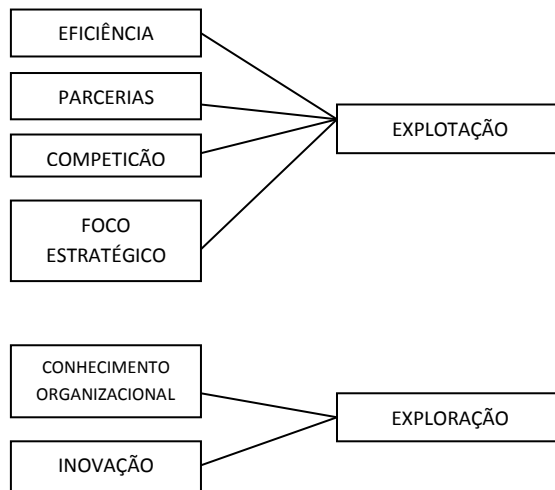 EFICIÊNCIA
PARCERIAS
COMPETICÃO
EXPLOTAÇÃO
FOCO
ESTRATÉGICO
CONHECIMENTO
ORGANIZACIONAL
EXPLORAÇÃO
INOVAÇÃO